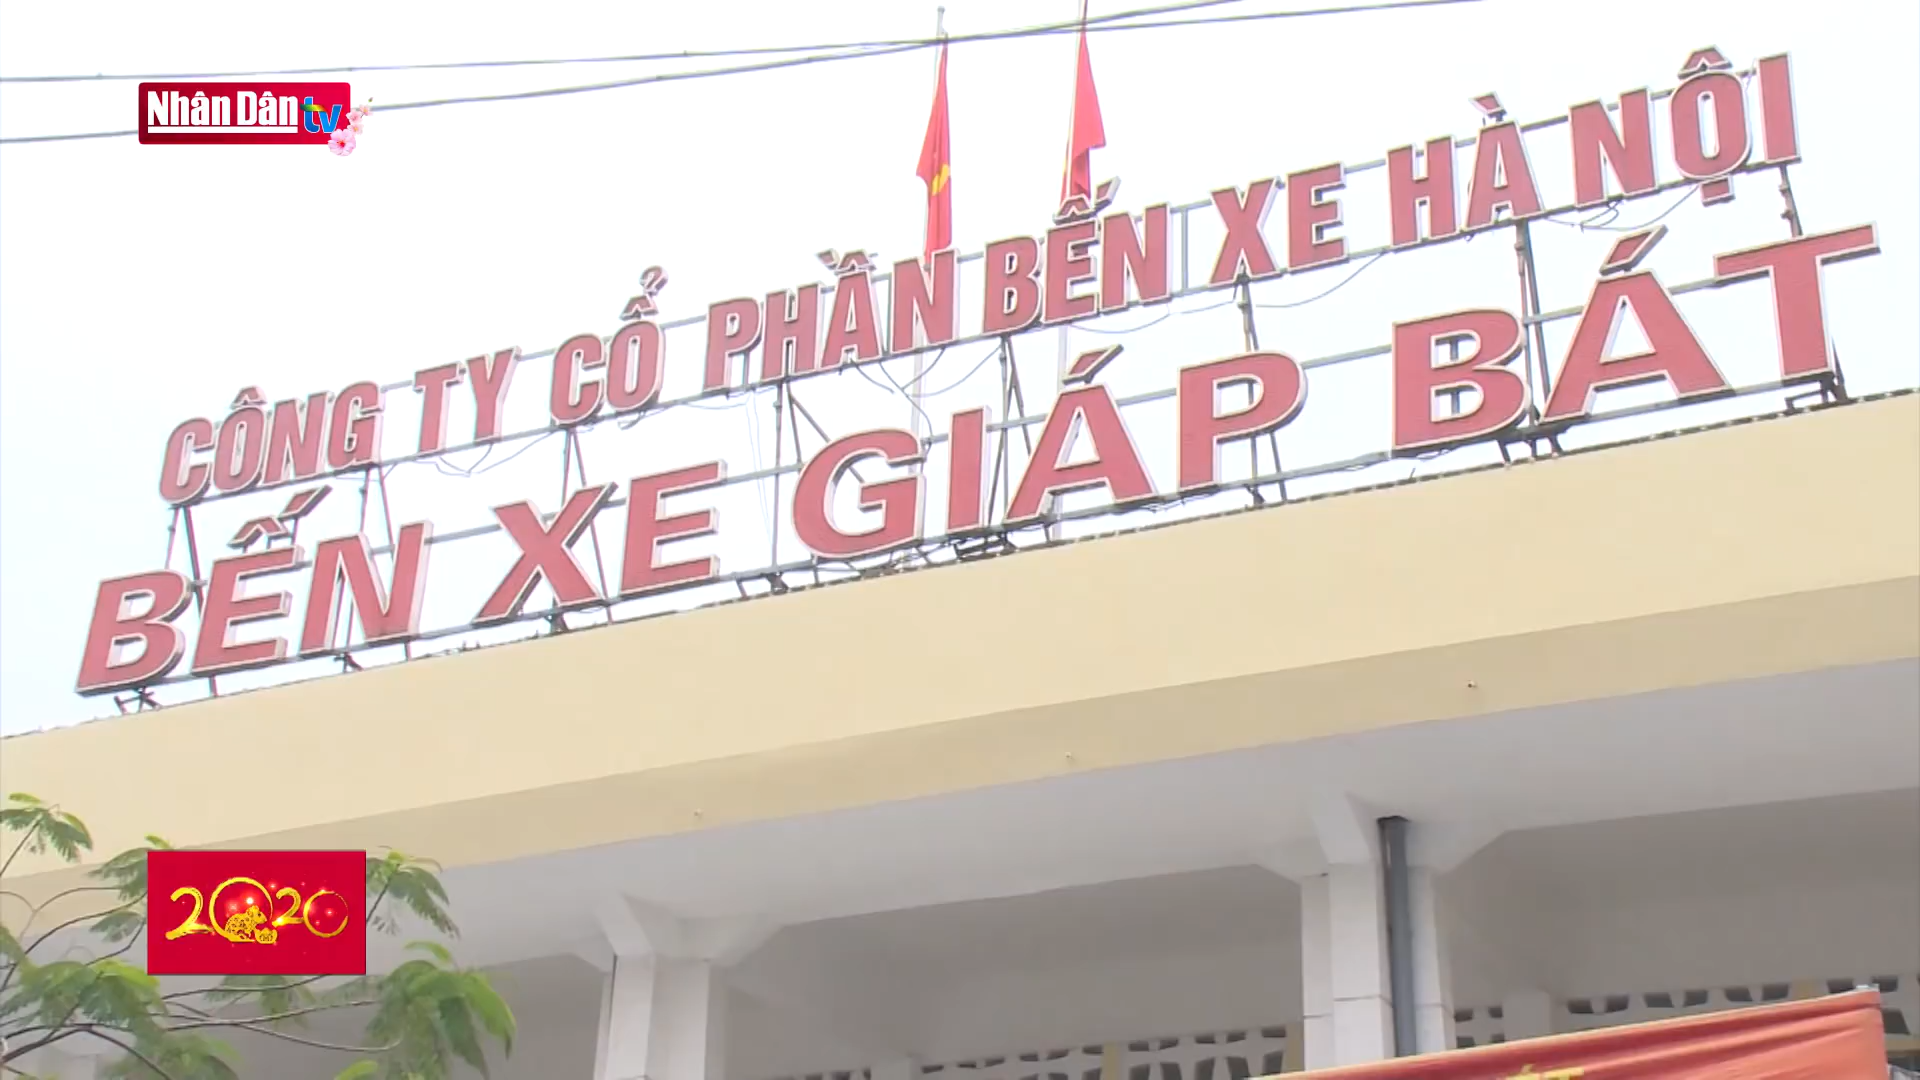 Nhân Dân tv
CÔNG TY CỔ PHẦN BẾN XE HÀ NỘI
BẾN XE GIÁP BÁT
2020